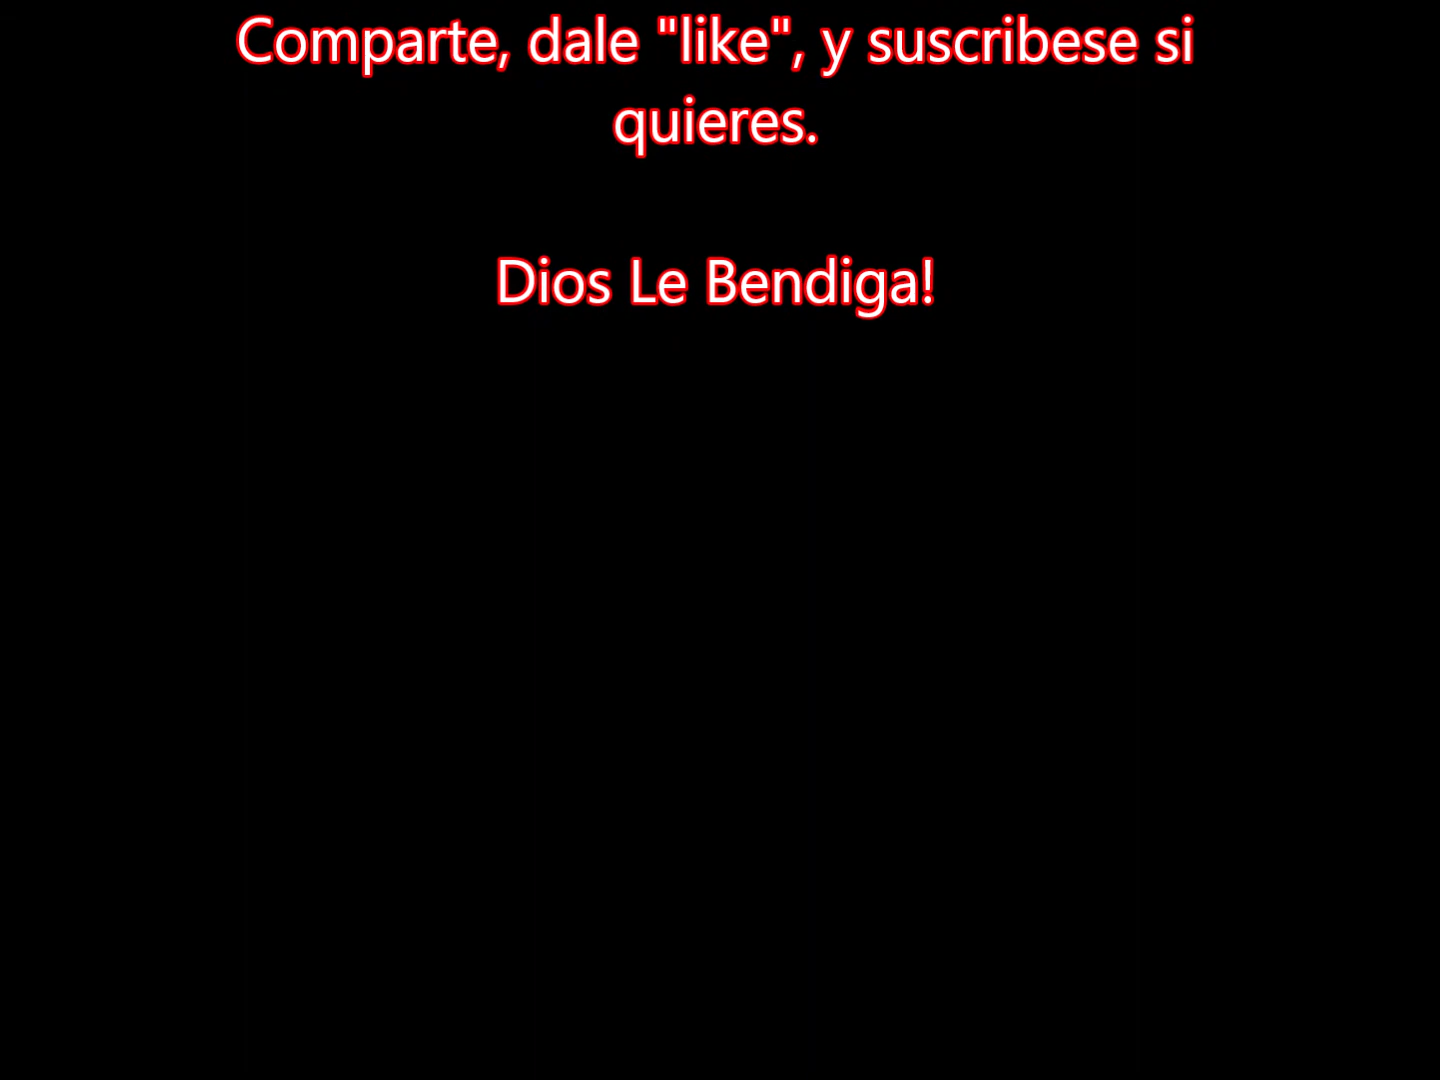 Comparte, dale "like", y suscribese si
quieres.
Dios Le Bendiga!